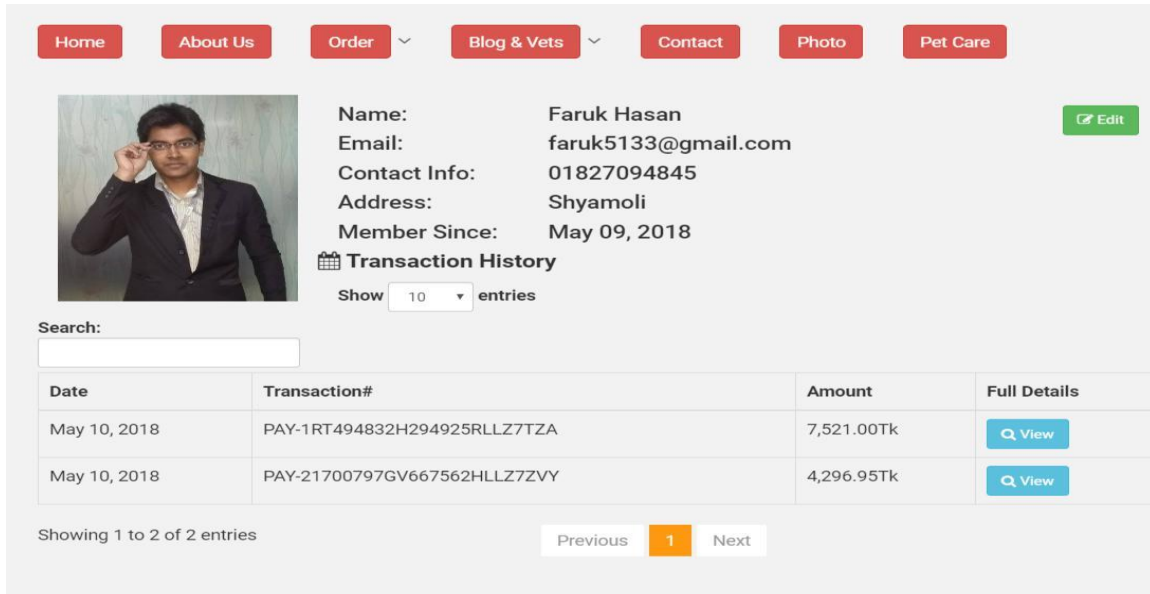 Home About Us Order Blog & Vets Contact Photo Pet Care
Name: Faruk Hasan
Edit
Email: faruk5133@gmail.com
Contact Info: 01827094845
Address: Shyamoli
Member Since: May 09, 2018
Transaction History
Show 10 entries
Search:
Date Transaction# Amount Full Details
May 10, 2018 PAY-1RT494832H294925RLLZ7TZA 7,521.00Tk View
May 10, 2018 PAY-21700797GV667562HLLZ7ZVY 4,296.95Tk View
Showing 1 to 2 of 2 entries Previous 1 Next